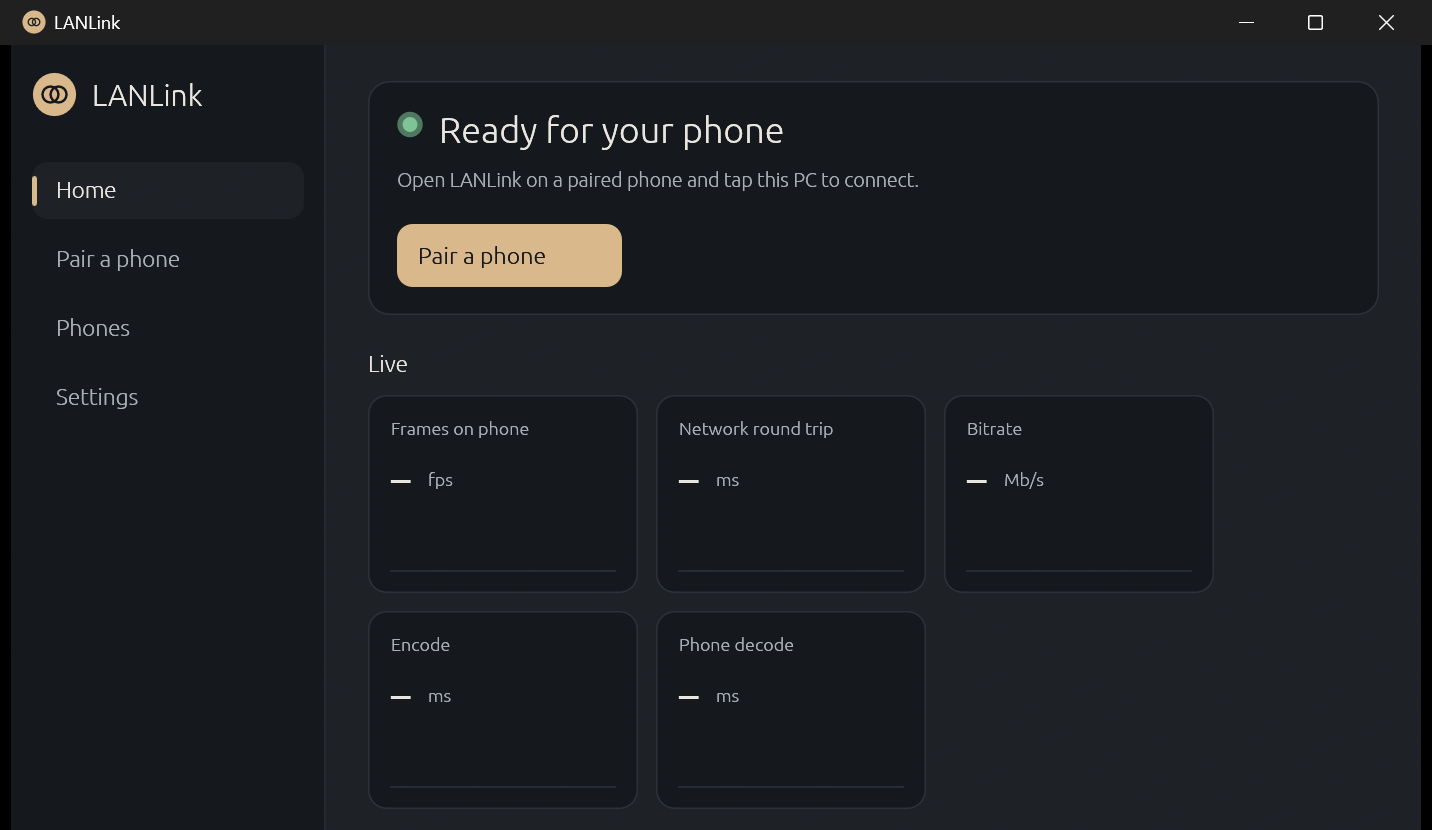 LANLink
LANLink
Home
Pair a phone
Phones
Settings
Ready for your phone
Open LANLink on a paired phone and tap this PC to connect.
Pair a phone
Live
Frames on phone
— fps
Network round trip
— ms
Bitrate
— Mb/s
Encode
— ms
Phone decode
— ms